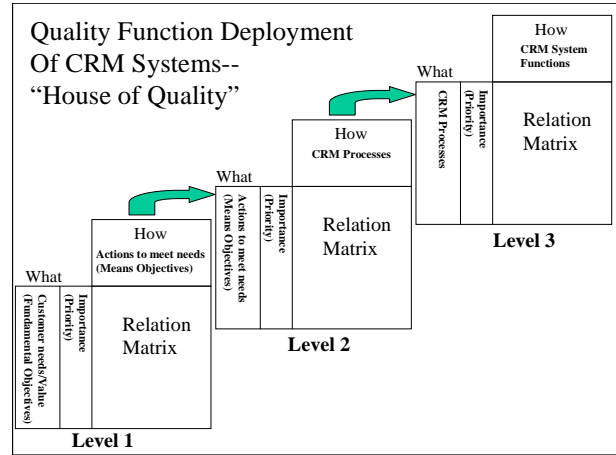 Quality Function Deployment
Of CRM Systems--
“House of Quality”
What
How
Actions to meet needs
(Means Objectives)
Customer needs/Value
(Fundamental Objectives)
Importance
(Priority)
Relation
Matrix
Level 1
What
How
CRM Processes
Actions to meet needs
(Means Objectives)
Importance
(Priority)
Relation
Matrix
Level 2
What
How
CRM System
Functions
CRM Processes
Importance
(Priority)
Relation
Matrix
Level 3